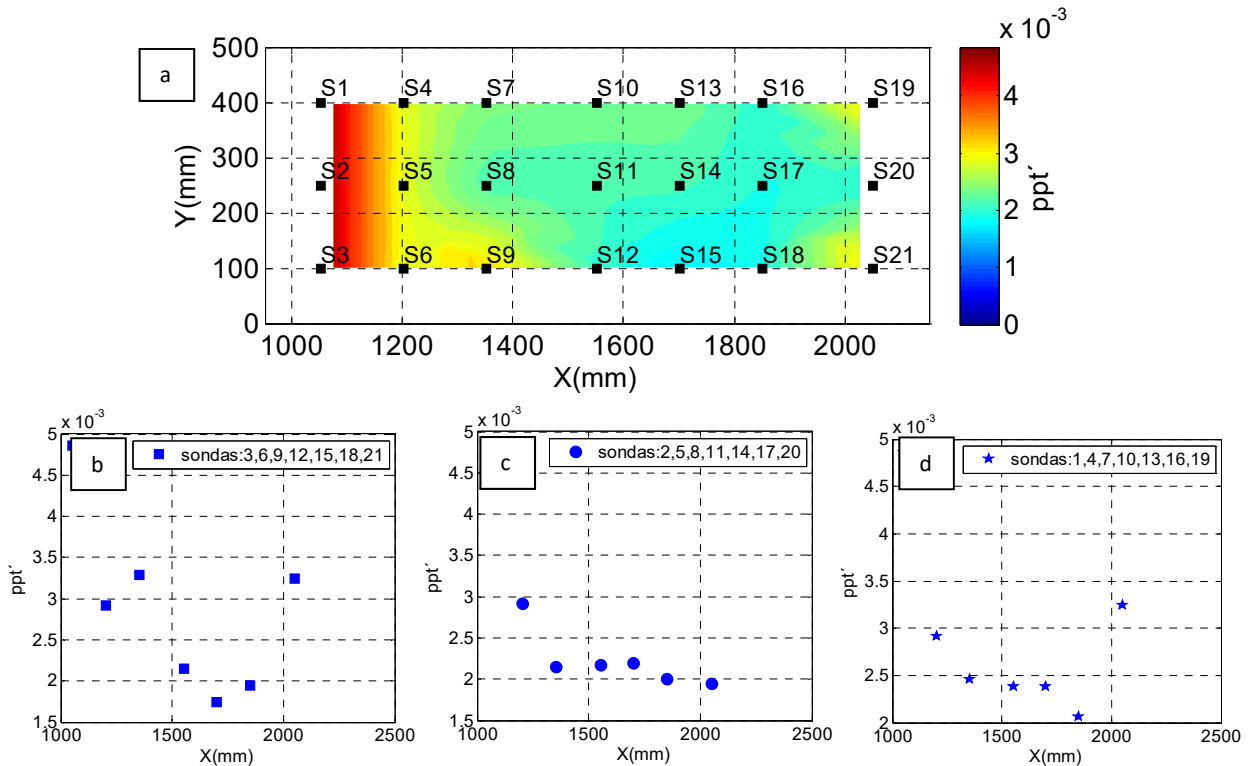 a
x 10 -3
500
400
300
200
100
0
Y(mm)
S1 S4 S7 S10 S13 S16 S19
S2 S5 S8 S11 S14 S17 S20
S3 S6 S9 S12 S15 S18 S21
1000 1200 1400 1600 1800 2000
X(mm)
4
3
2
1
0
ppt´
x 10 -3
b
sondas:3,6,9,12,15,18,21
5
4.5
4
3.5
3
2.5
2
1.5
ppt´
1000 1500 2000 2500
X(mm)
x 10 -3
c
sondas:2,5,8,11,14,17,20
5
4.5
4
3.5
3
2.5
2
1.5
ppt´
1000 1500 2000 2500
X(mm)
x 10 -3
d
sondas:1,4,7,10,13,16,19
5
4.5
4
3.5
3
2.5
2
ppt´
1000 1500 2000 2500
X(mm)